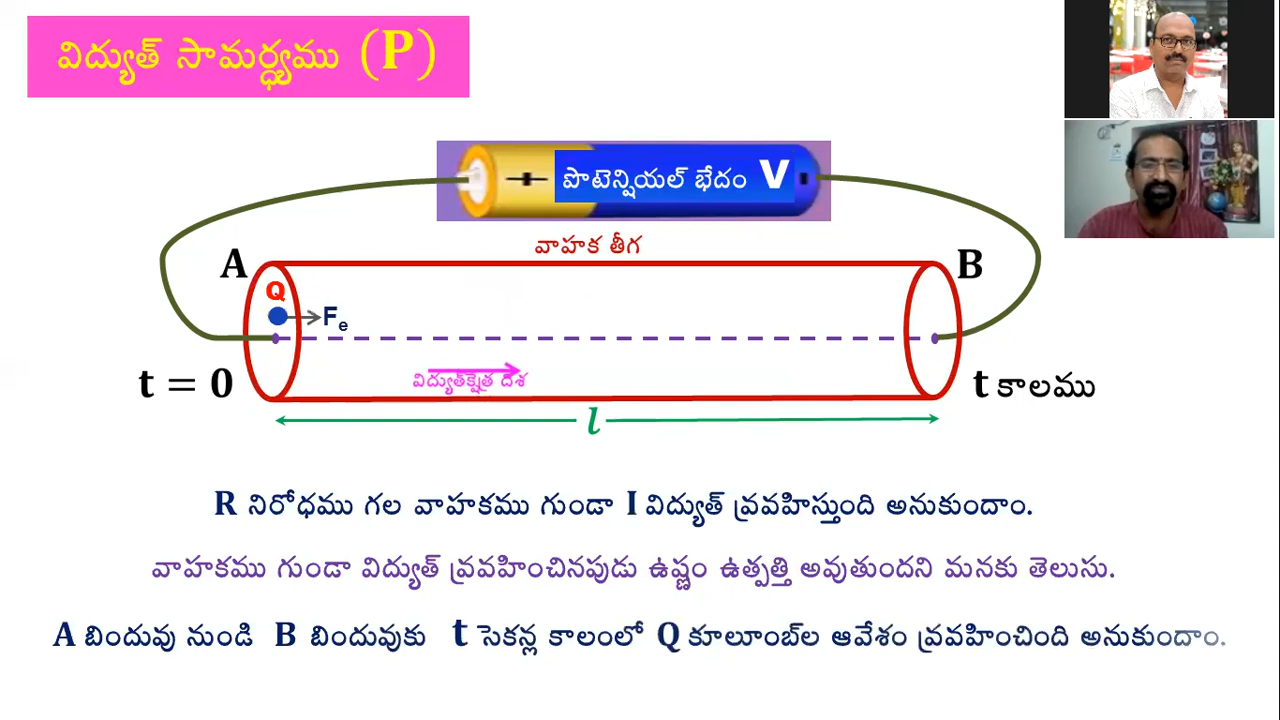 విద్యుత్ సామర్థ్యము (P)
పొటెన్షియల్ భేదం V
వాహక తీగ
A
B
Q
Fe
t = 0
విద్యుత్‌క్షేత్ర దిశ
t కాలము
l
R నిరోధము గల వాహకము గుండా I విద్యుత్ ప్రవహిస్తుంది అనుకుందాం.
వాహకము గుండా విద్యుత్ ప్రవహించినపుడు ఉష్ణం ఉత్పత్తి అవుతుందని మనకు తెలుసు.
A బిందువు నుండి B బిందువుకు t సెకన్ల కాలంలో Q కూలూంబ్‌ల ఆవేశం ప్రవహించింది అనుకుందాం.